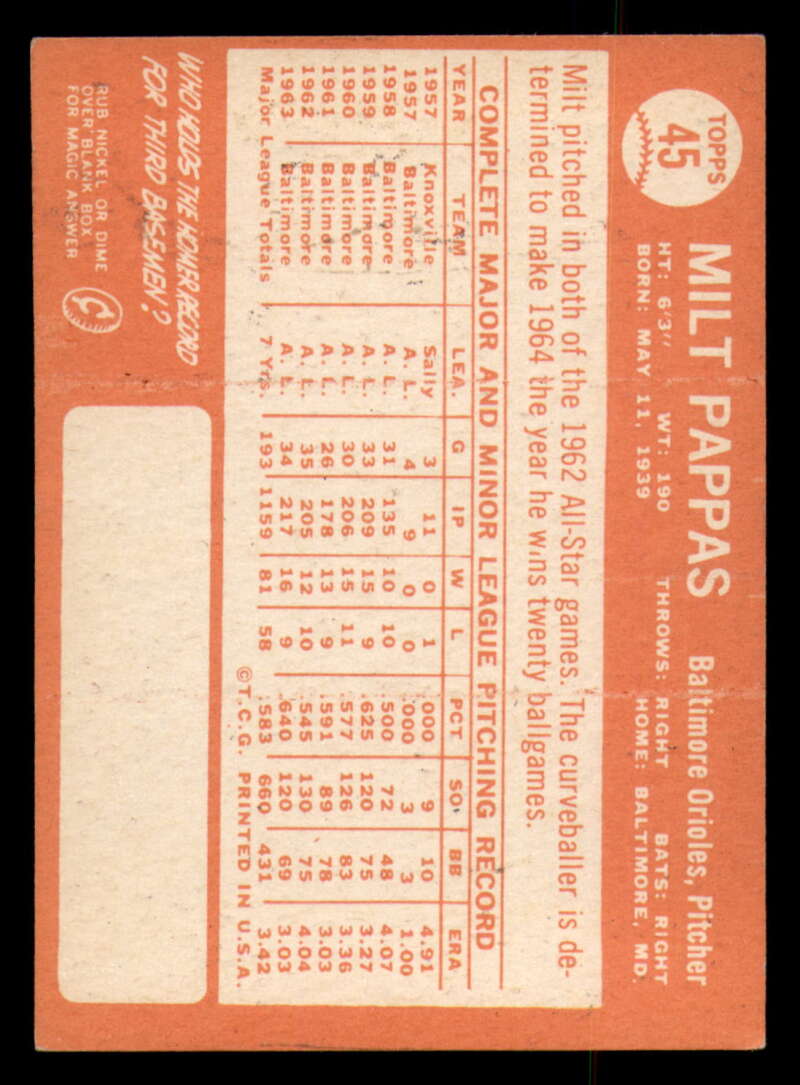 TOPPS
45
MILT PAPPAS Baltimore Orioles, Pitcher
HT: 6'3" WT: 190 THROWS: RIGHT BATS: RIGHT
BORN: MAY 11, 1939 HOME: BALTIMORE, MD.
Milt pitched in both of the 1962 All-Star games. The curveballer is de-
termined to make 1964 the year he wins twenty ballgames.
COMPLETE MAJOR AND MINOR LEAGUE PITCHING RECORD
YEAR TEAM LEA. G IP W L PCT SO BB ERA
1957 Knoxville Sally 3 11 0 1 .000 9 10 4.91
1957 Baltimore A. L. 4 9 0 0 .000 3 3 1.00
1958 Baltimore A. L. 31 135 10 10 .500 72 48 4.07
1959 Baltimore A. L. 33 209 15 9 .625 120 75 3.27
1960 Baltimore A. L. 30 206 15 11 .577 126 83 3.36
1961 Baltimore A. L. 26 178 13 9 .591 89 78 3.03
1962 Baltimore A. L. 35 205 12 10 .545 130 75 4.04
1963 Baltimore A. L. 34 217 16 9 .640 120 69 3.03
Major League Totals 7 Yrs. 193 1159 81 58 .583 660 431 3.42
©T.C.G. PRINTED IN U.S.A.
WHO HOLDS THE HOMER RECORD
FOR THIRD BASEMEN?
RUB NICKEL OR DIME
OVER BLANK BOX
FOR MAGIC ANSWER